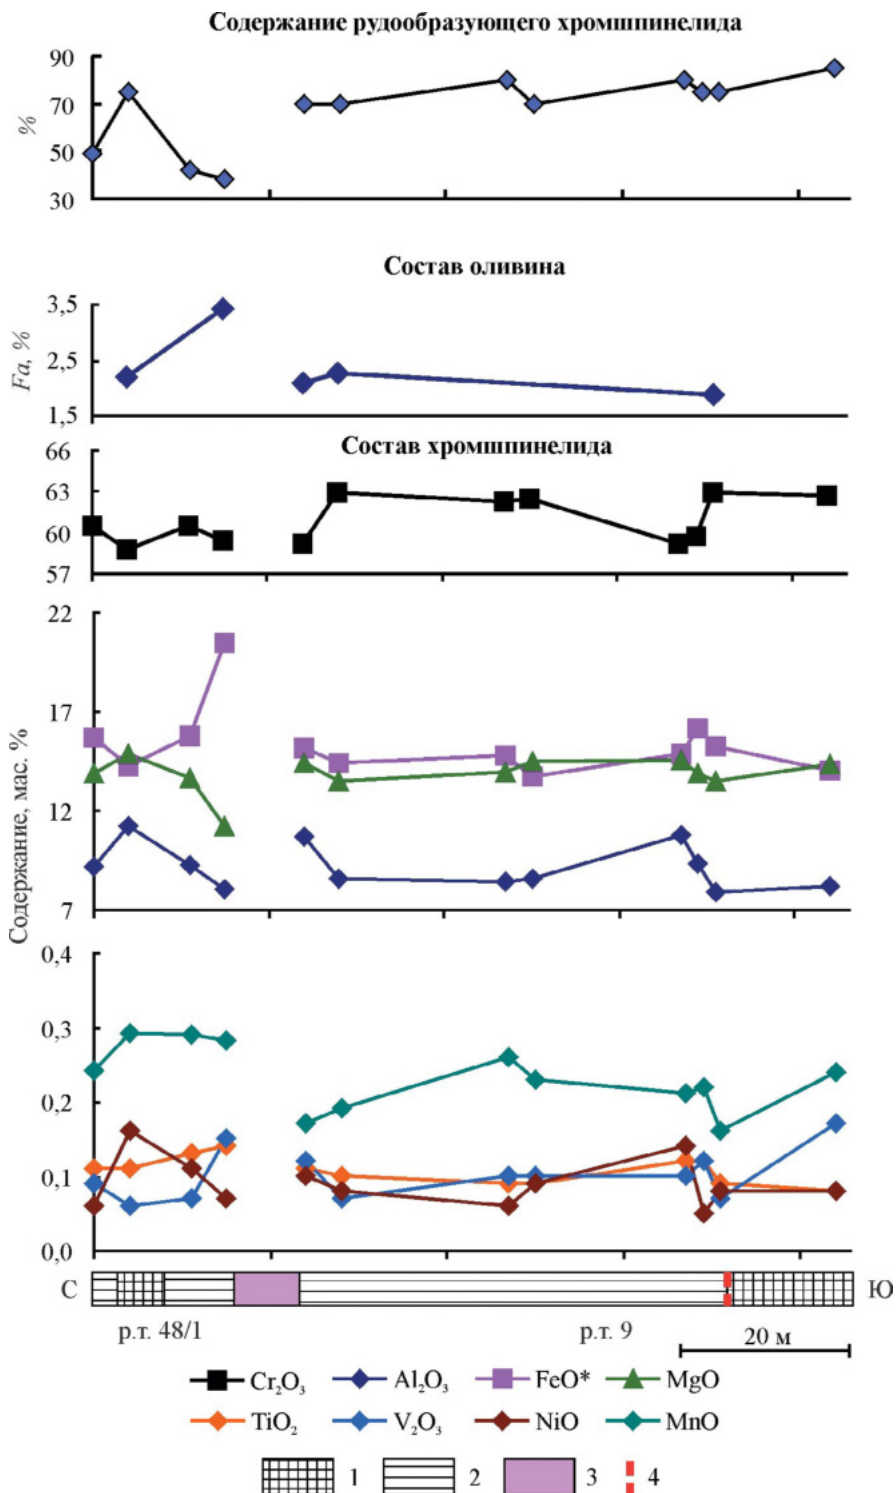 Содержание рудообразующего хромшпинелида
90
70
50
30
%
Состав оливина
3,5
2,5
1,5
Fa, %
Состав хромшпинелида
66
63
60
57
22
17
12
7
Содержание, мас. %
0,4
0,3
0,2
0,1
0,0
С Ю
р.т. 48/1 р.т. 9 20 м
Cr₂O₃ Al₂O₃ FeO* MgO
TiO₂ V₂O₃ NiO MnO
1 2 3 4